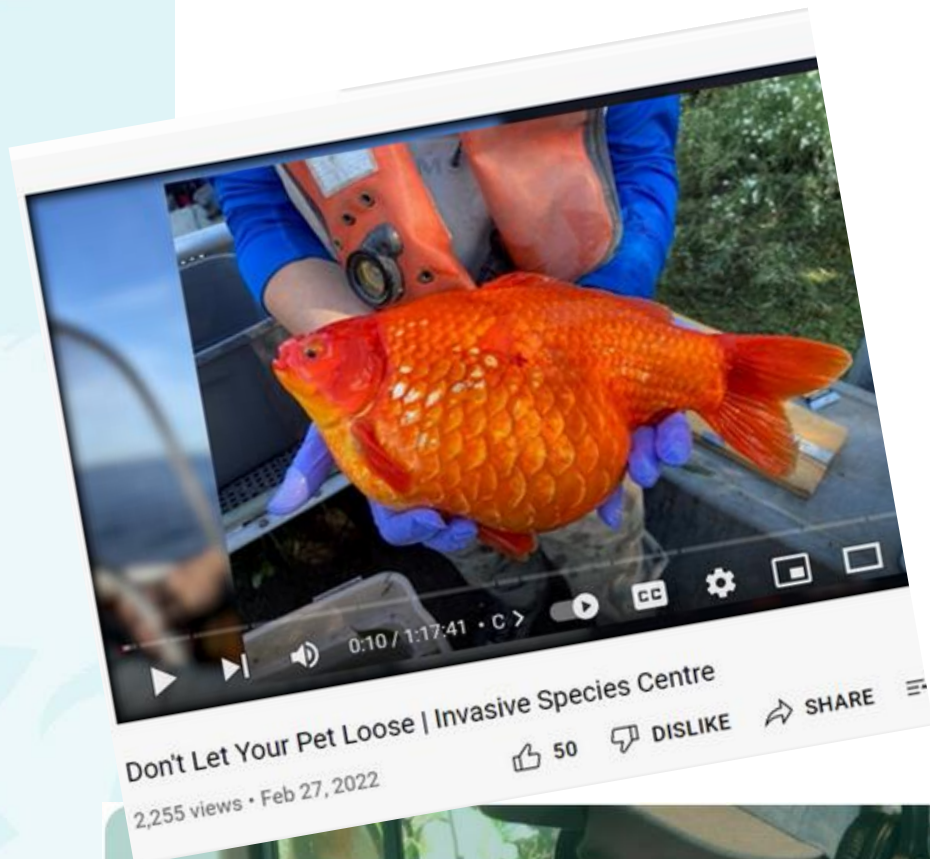 0:10 / 1:17:41 • C
CC
Don't Let Your Pet Loose | Invasive Species Centre
2,255 views • Feb 27, 2022
50 DISLIKE SHARE